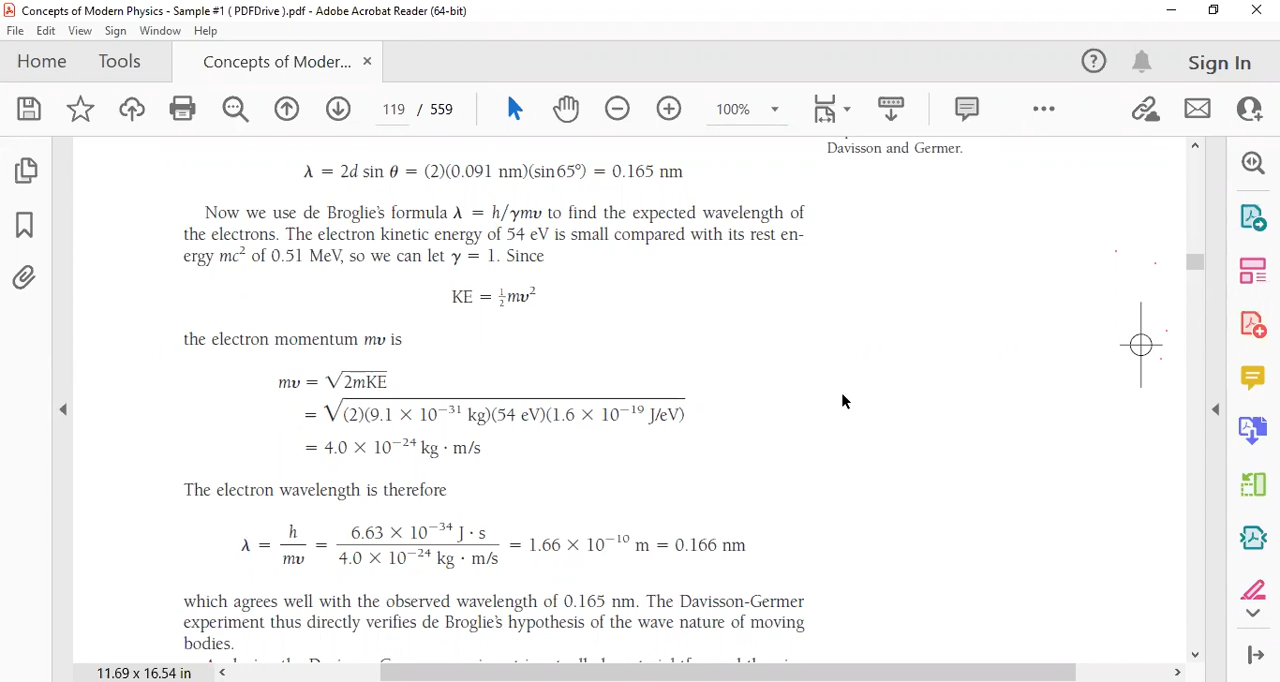 Concepts of Modern Physics - Sample #1 ( PDFDrive ).pdf - Adobe Acrobat Reader (64-bit)
File Edit View Sign Window Help
Home Tools Concepts of Moder... × Sign In
119 / 559 100%
Davisson and Germer.
λ = 2d sin θ = (2)(0.091 nm)(sin65°) = 0.165 nm
Now we use de Broglie's formula λ = h/γmυ to find the expected wavelength of
the electrons. The electron kinetic energy of 54 eV is small compared with its rest en-
ergy mc² of 0.51 MeV, so we can let γ = 1. Since
KE = ½mυ²
the electron momentum mυ is
mυ = √2mKE
= √(2)(9.1 × 10⁻³¹ kg)(54 eV)(1.6 × 10⁻¹⁹ J/eV)
= 4.0 × 10⁻²⁴ kg · m/s
The electron wavelength is therefore
λ = h/mυ = 6.63 × 10⁻³⁴ J · s / 4.0 × 10⁻²⁴ kg · m/s = 1.66 × 10⁻¹⁰ m = 0.166 nm
which agrees well with the observed wavelength of 0.165 nm. The Davisson-Germer
experiment thus directly verifies de Broglie's hypothesis of the wave nature of moving
bodies.
11.69 x 16.54 in